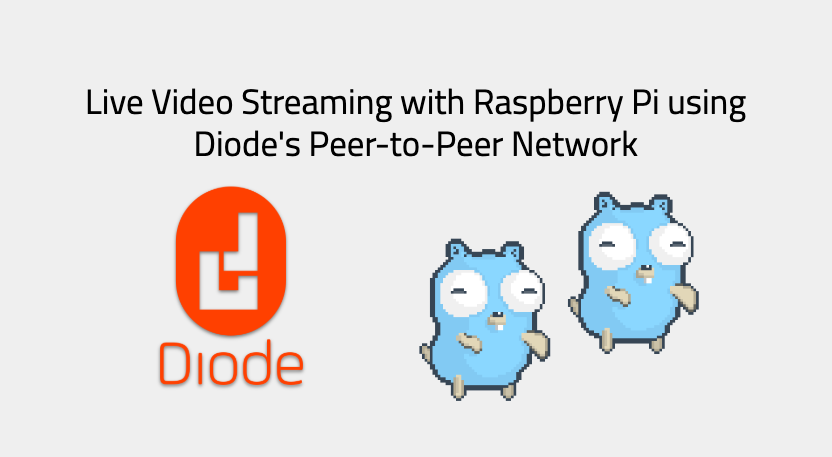 Live Video Streaming with Raspberry Pi using
Diode's Peer-to-Peer Network
Diode